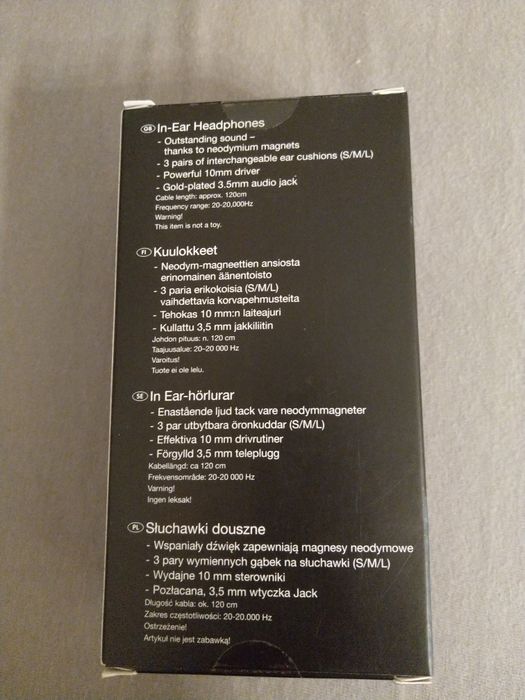 GB In-Ear Headphones
- Outstanding sound –
thanks to neodymium magnets
- 3 pairs of interchangeable ear cushions (S/M/L)
- Powerful 10mm driver
- Gold-plated 3.5mm audio jack
Cable length: approx. 120cm
Frequency range: 20-20,000Hz
Warning!
This item is not a toy.
FI Kuulokkeet
- Neodym-magneettien ansiosta
erinomainen äänentoisto
- 3 paria erikokoisia (S/M/L)
vaihdettavia korvapehmusteita
- Tehokas 10 mm:n laiteajuri
- Kullattu 3,5 mm jakkiliitin
Johdon pituus: n. 120 cm
Taajuusalue: 20–20 000 Hz
Varoitus!
Tuote ei ole lelu.
SE In Ear-hörlurar
- Enastående ljud tack vare neodymmagneter
- 3 par utbytbara öronkuddar (S/M/L)
- Effektiva 10 mm drivrutiner
- Förgylld 3,5 mm teleplugg
Kabellängd: ca 120 cm
Frekvensområde: 20-20 000 Hz
Varning!
Ingen leksak!
PL Słuchawki douszne
- Wspaniały dźwięk zapewniają magnesy neodymowe
- 3 pary wymiennych gąbek na słuchawki (S/M/L)
- Wydajne 10 mm sterowniki
- Pozłacana, 3,5 mm wtyczka Jack
Długość kabla: ok. 120 cm
Zakres częstotliwości: 20-20.000 Hz
Ostrzeżenie!
Artykuł nie jest zabawką!